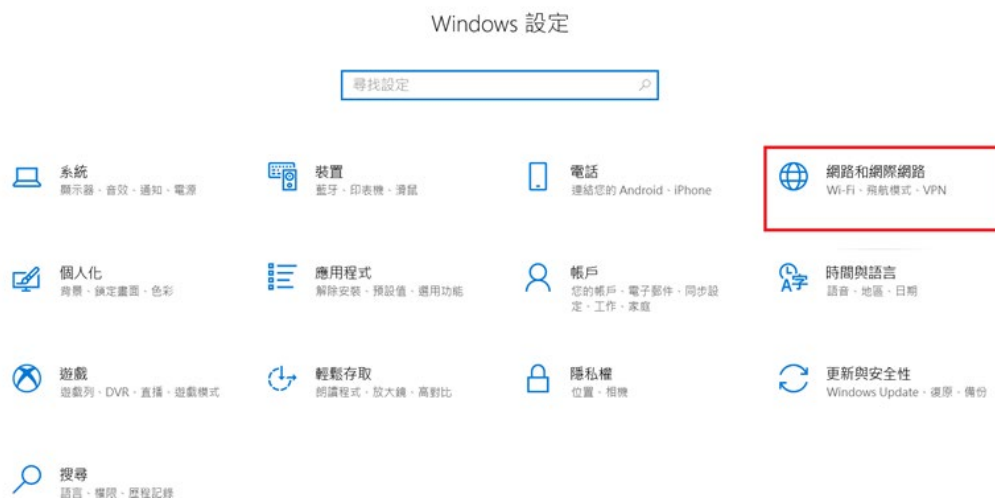 Windows 設定
尋找設定
系統
顯示器、音效、通知、電源
裝置
藍牙、印表機、滑鼠
電話
連結您的 Android、iPhone
網路和網際網路
Wi-Fi、飛航模式、VPN
個人化
背景、鎖定畫面、色彩
應用程式
解除安裝、預設值、選用功能
帳戶
您的帳戶、電子郵件、同步設
定、工作、家庭
時間與語言
語音、地區、日期
遊戲
遊戲列、DVR、直播、遊戲模式
輕鬆存取
朗讀程式、放大鏡、高對比
隱私權
位置、相機
更新與安全性
Windows Update、復原、備份
搜尋
語言、權限、歷程記錄